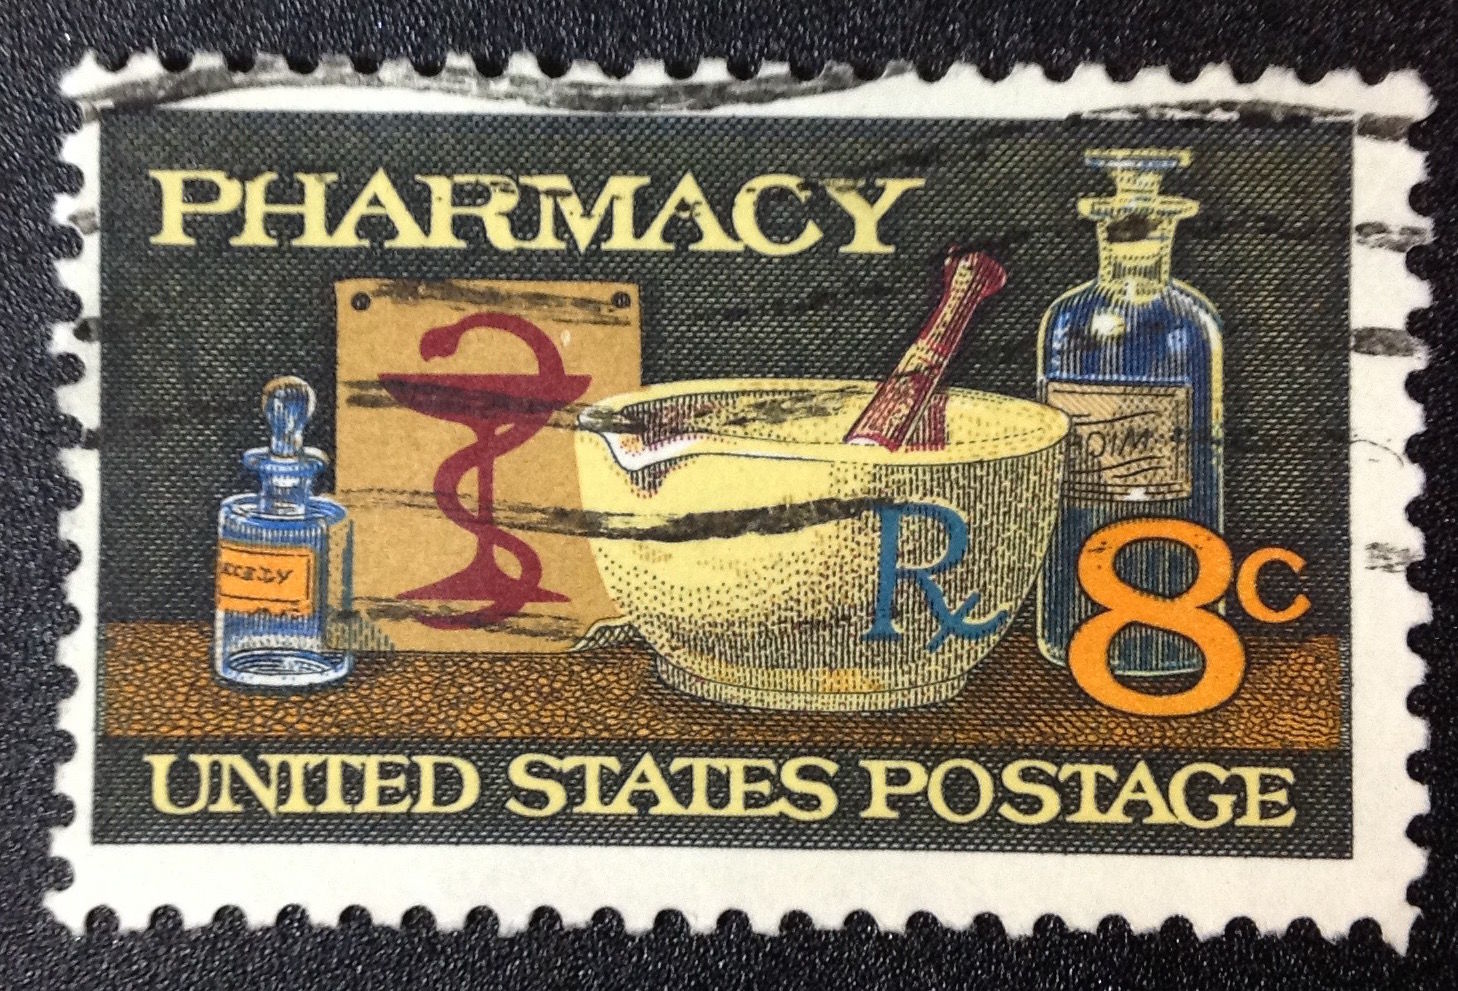 PHARMACY
Rx
8c
UNITED STATES POSTAGE